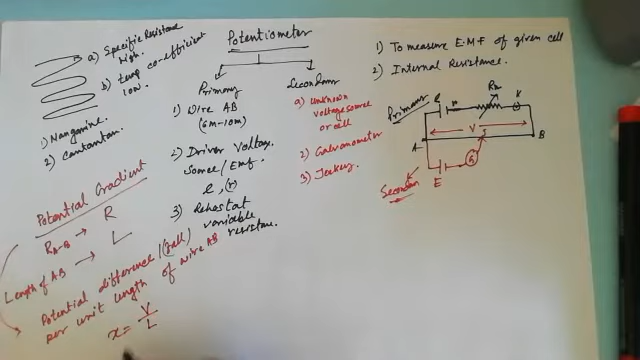 Potentiometer
a) Specific Resistance
High.
b) temp co-efficient
low.
1) Manganine.
2) Constantan.
Primary
1) Wire AB
(6m-10m)
2) Driver Voltage
Source/Emf.
e, (r)
3) Rehostat
variable
resistance.
Secondary
a) Unknown
voltage source
or cell
2) Galvanometer
3) Jockey.
1) To measure E.M.F of given cell
2) Internal Resistance.
Primary
e
r
Rh
K
V
A
B
J
G
E
Secondary
Potential Gradient
RA-B → R
Length of AB → L
Potential difference/(fall)
per unit length of wire AB
x = V/L